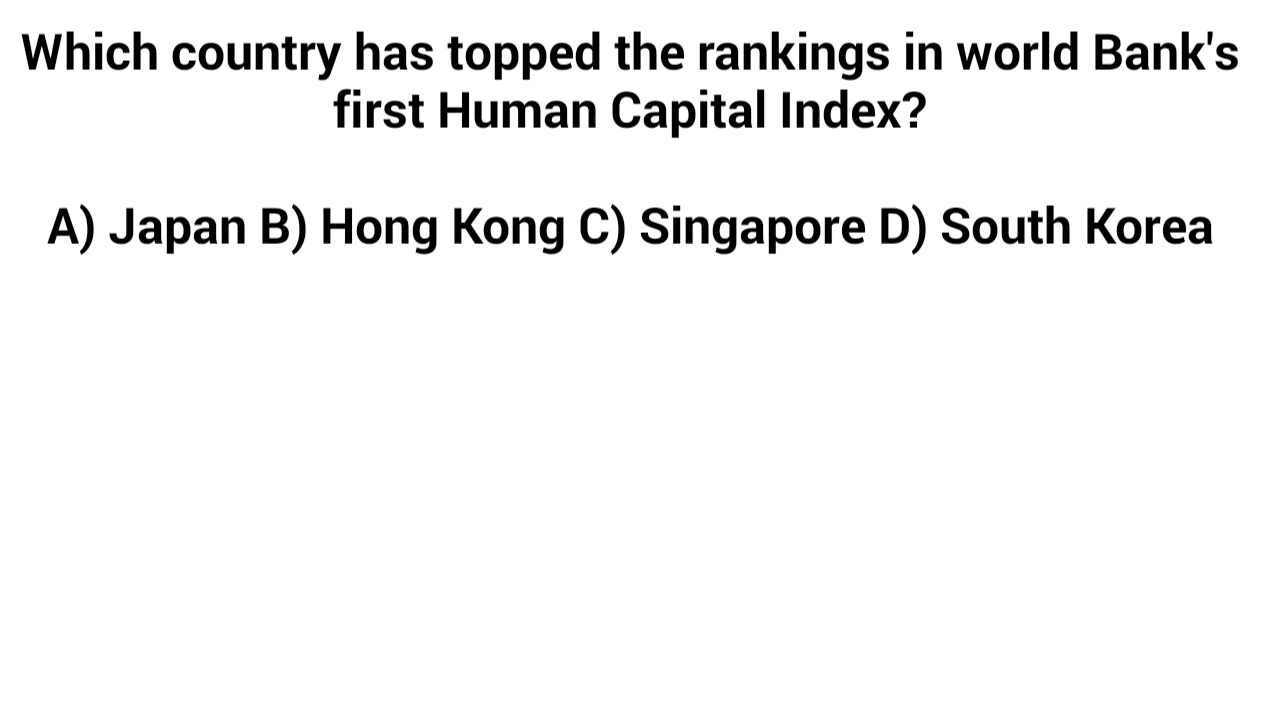 Which country has topped the rankings in world Bank's
first Human Capital Index?
A) Japan B) Hong Kong C) Singapore D) South Korea